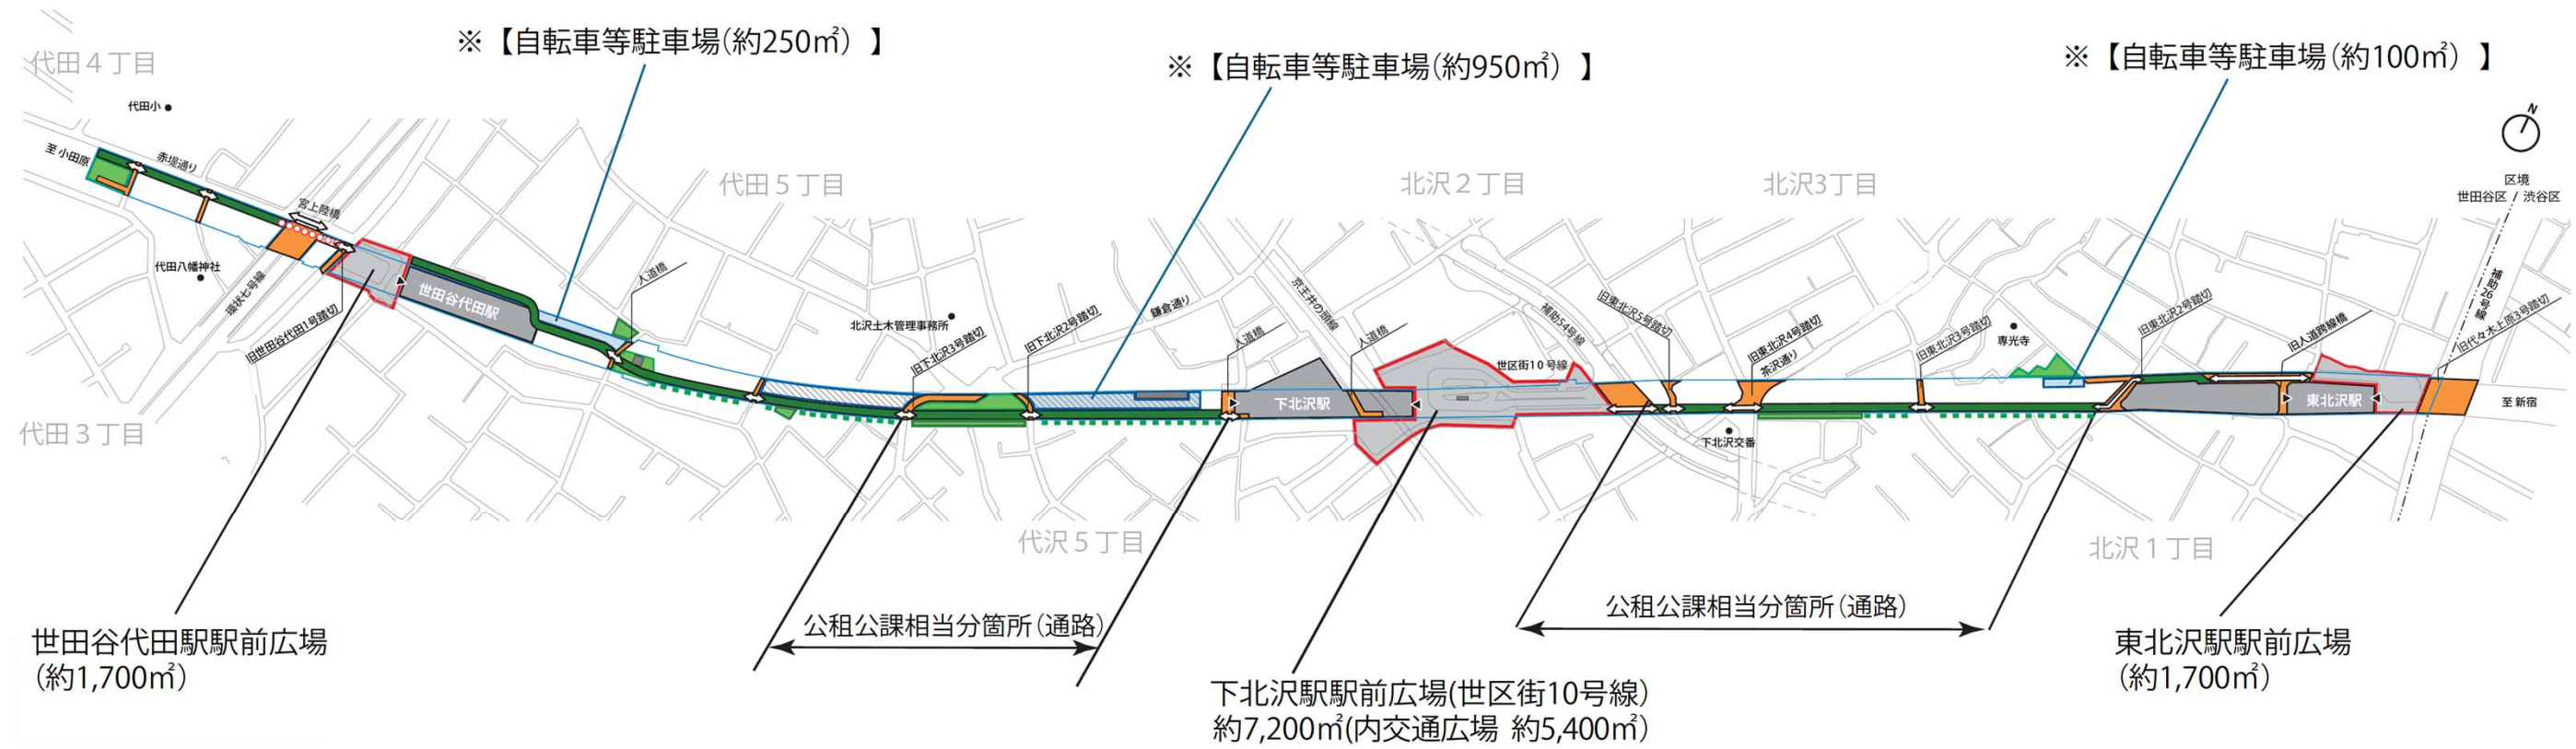 ※【自転車等駐車場(約250㎡)】
※【自転車等駐車場(約950㎡)】
※【自転車等駐車場(約100㎡)】
代田4丁目
代田小
至 小田原
赤堤通り
宮上陸橋
代田八幡神社
環状七号線
旧世田谷代田1号踏切
世田谷代田駅
人道橋
代田5丁目
代田3丁目
北沢土木管理事務所
旧下北沢3号踏切
旧下北沢2号踏切
鎌倉通り
人道橋
京王井の頭線
人道橋
下北沢駅
北沢2丁目
世区街10号線
補助54号線
旧東北沢5号踏切
北沢3丁目
旧東北沢4号踏切
茶沢通り
下北沢交番
旧東北沢3号踏切
専光寺
旧東北沢2号踏切
旧人道跨線橋
東北沢駅
N
区境
世田谷区 / 渋谷区
補助26号線
旧代々木上原3号踏切
至 新宿
代沢5丁目
北沢1丁目
公租公課相当分箇所(通路)
公租公課相当分箇所(通路)
世田谷代田駅駅前広場
(約1,700㎡)
下北沢駅駅前広場(世区街10号線)
約7,200㎡(内交通広場 約5,400㎡)
東北沢駅駅前広場
(約1,700㎡)